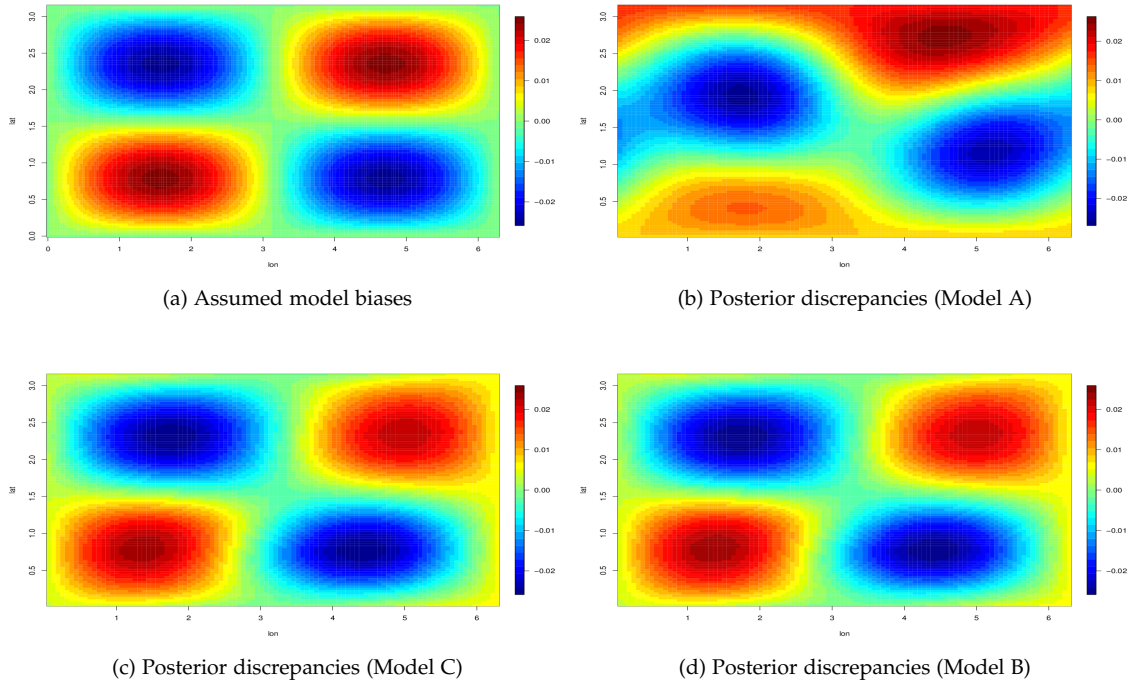 3.0
2.5
2.0
1.5
1.0
0.5
0.0
lat
0 1 2 3 4 5 6
lon
0.02
0.01
0.00
−0.01
−0.02
(a) Assumed model biases
3.0
2.5
2.0
1.5
1.0
0.5
lat
1 2 3 4 5 6
lon
0.02
0.01
0.00
−0.01
−0.02
(b) Posterior discrepancies (Model A)
3.0
2.5
2.0
1.5
1.0
0.5
lat
1 2 3 4 5 6
lon
0.02
0.01
0.00
−0.01
−0.02
(c) Posterior discrepancies (Model C)
3.0
2.5
2.0
1.5
1.0
0.5
lat
1 2 3 4 5 6
lon
0.02
0.01
0.00
−0.01
−0.02
(d) Posterior discrepancies (Model B)